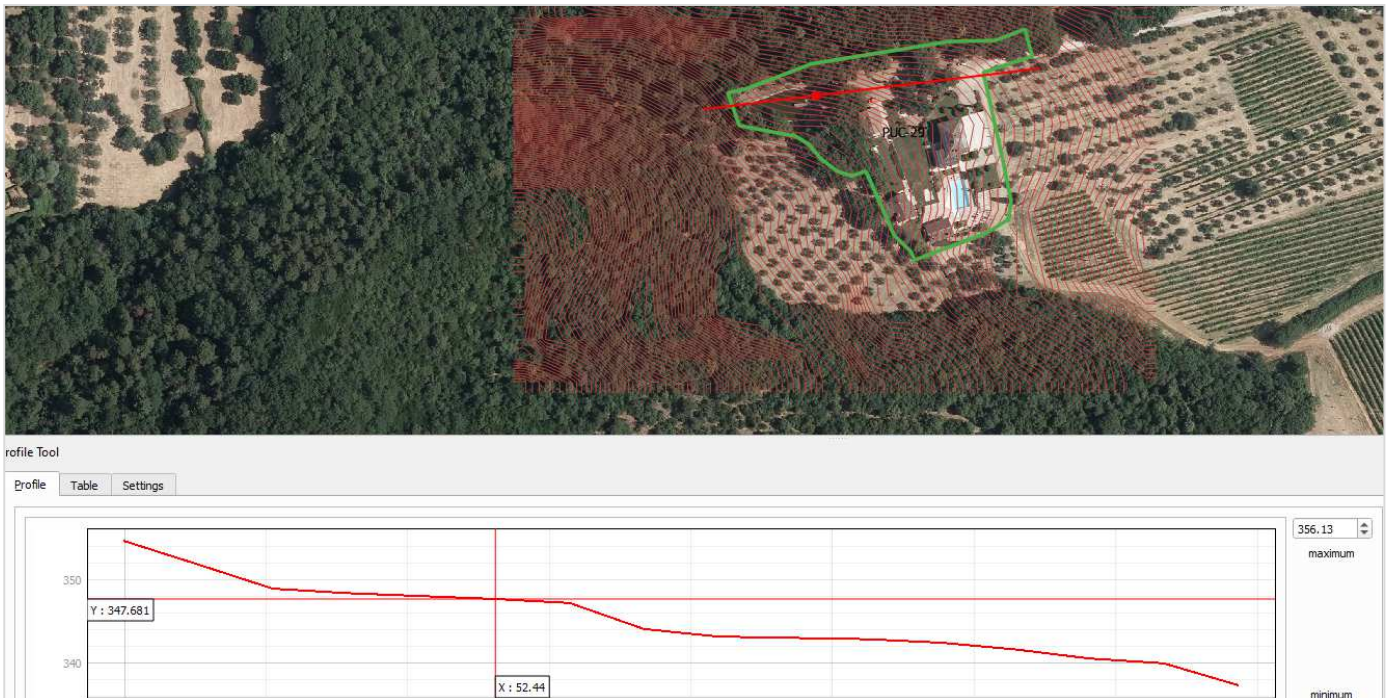 PUC-29
rofile Tool
Profile
Table
Settings
356.13
maximum
350
Y : 347.681
340
X : 52.44
minimum